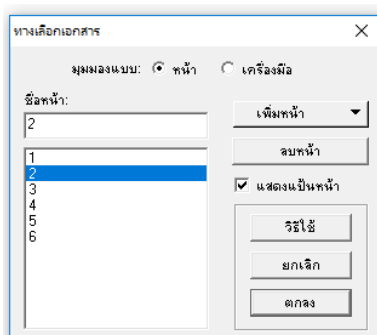 ทางเลือกเอกสาร
มุมมองแบบ: หน้า เครื่องมือ
ชื่อหน้า:
2
เพิ่มหน้า
ลบหน้า
1
2
3
4
5
6
แสดงแป้นหน้า
วิธีใช้
ยกเลิก
ตกลง